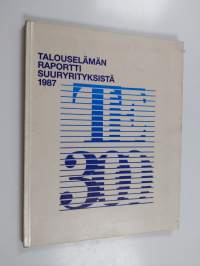 TALOUSELÄMÄN
RAPORTTI
SUURYRITYKSISTÄ
1987
TE
300